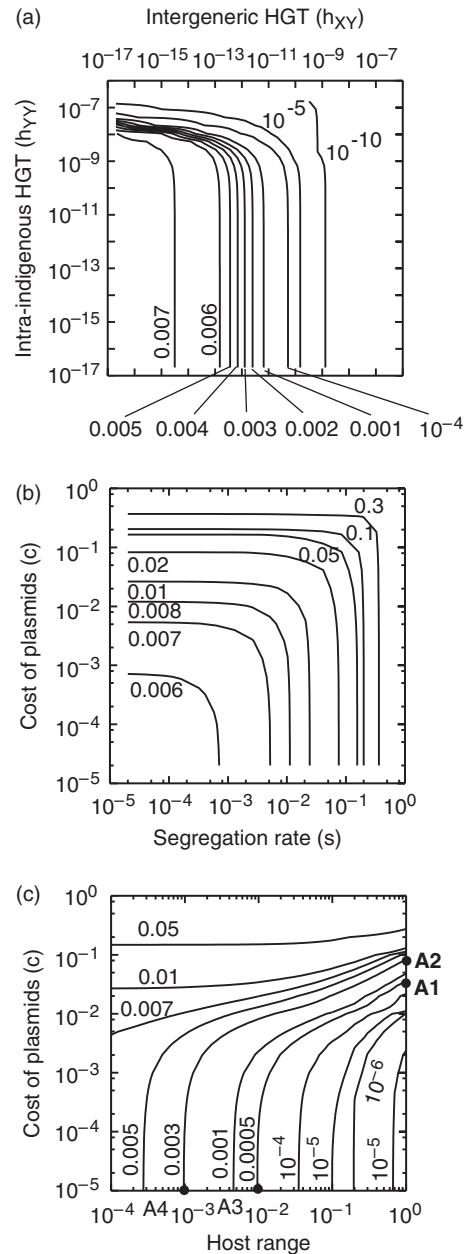 (a)
Intergeneric HGT (hXY)
10⁻¹⁷ 10⁻¹⁵ 10⁻¹³ 10⁻¹¹ 10⁻⁹ 10⁻⁷
Intra-indigenous HGT (hYY)
10⁻⁷
10⁻⁹
10⁻¹¹
10⁻¹³
10⁻¹⁵
10⁻¹⁷
10⁻⁵
10⁻¹⁰
0.007
0.006
0.005 0.004 0.003 0.002 0.001 10⁻⁴
(b)
Cost of plasmids (c)
10⁰
10⁻¹
10⁻²
10⁻³
10⁻⁴
10⁻⁵
0.3
0.1
0.05
0.02
0.01
0.008
0.007
0.006
10⁻⁵ 10⁻⁴ 10⁻³ 10⁻² 10⁻¹ 10⁰
Segregation rate (s)
(c)
Cost of plasmids (c)
10⁰
10⁻¹
10⁻²
10⁻³
10⁻⁴
10⁻⁵
0.05
0.01
0.007
A2
A1
0.005
0.003
0.001
0.0005
10⁻⁴
10⁻⁵
10⁻⁶
10⁻⁵
10⁻⁴ A4 10⁻³ A3 10⁻² 10⁻¹ 10⁰
Host range